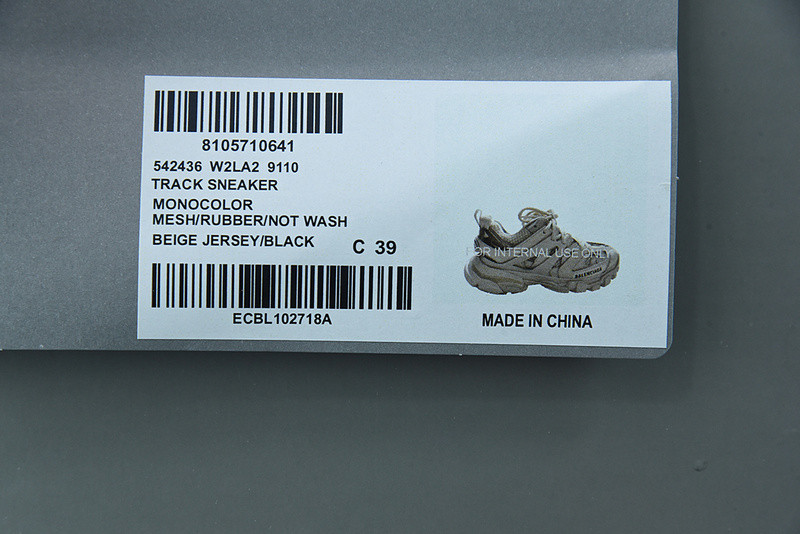 8105710641
542436 W2LA2 9110
TRACK SNEAKER
MONOCOLOR
MESH/RUBBER/NOT WASH
BEIGE JERSEY/BLACK
C 39
ECBL102718A
FOR INTERNAL USE ONLY
BALENCIAGA
MADE IN CHINA